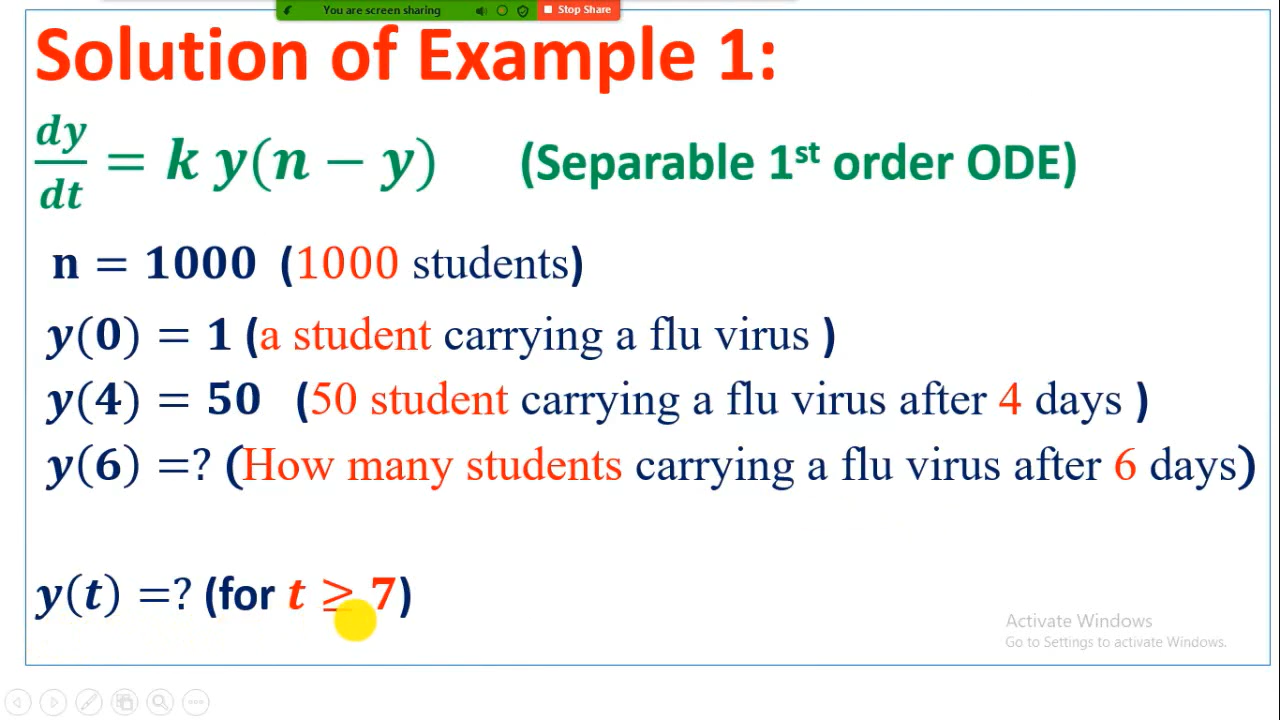 You are screen sharing Stop Share
Solution of Example 1:
dy/dt = k y(n − y) (Separable 1st order ODE)
n = 1000 (1000 students)
y(0) = 1 (a student carrying a flu virus )
y(4) = 50 (50 student carrying a flu virus after 4 days )
y(6) =? (How many students carrying a flu virus after 6 days)
y(t) =? (for t ≥ 7)
Activate Windows
Go to Settings to activate Windows.